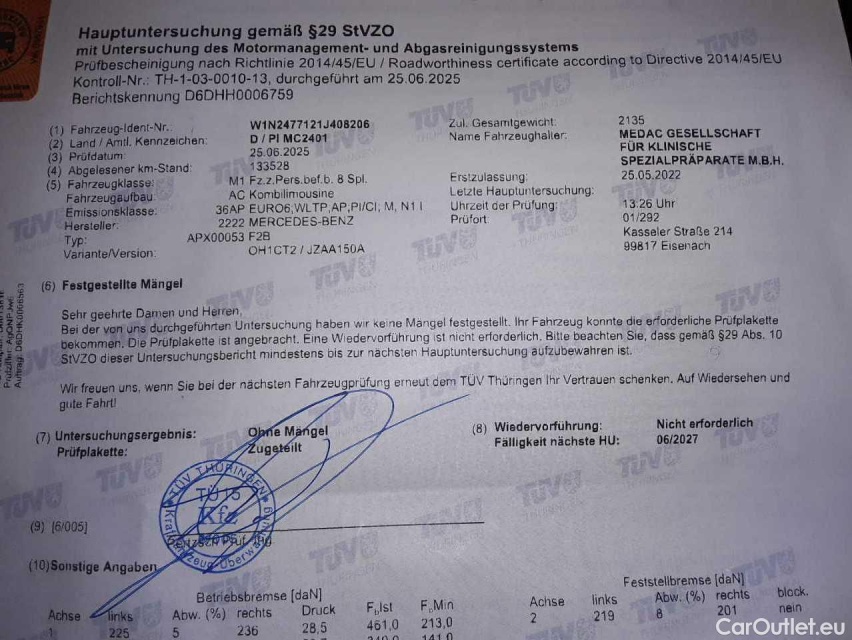 Hauptuntersuchung gemäß §29 StVZO
mit Untersuchung des Motormanagement- und Abgasreinigungssystems
Prüfbescheinigung nach Richtlinie 2014/45/EU / Roadworthiness certificate according to Directive 2014/45/EU
Kontroll-Nr.: TH-1-03-0010-13, durchgeführt am 25.06.2025
Berichtskennung D6DHH0006759
(1) Fahrzeug-Ident-Nr.: W1N2477121J408206
(2) Land / Amtl. Kennzeichen: D / PI MC2401
(3) Prüfdatum 25.06.2025
(4) Abgelesener km-Stand: 133528
(5) Fahrzeugklasse: M1 Fz.z.Pers.bef.b. 8 Spl.
Fahrzeugaufbau: AC Kombilimousine
Emissionsklasse: 36AP EURO6;WLTP,AP,PI/CI; M, N1 I
Hersteller: 2222 MERCEDES-BENZ
Typ: APX00053 F2B
Variante/Version: OH1CT2 / JZAA150A
Zul. Gesamtgewicht: 2135
Name Fahrzeughalter: MEDAC GESELLSCHAFT
FÜR KLINISCHE
SPEZIALPRÄPARATE M.B.H.
Erstzulassung: 25.05.2022
Letzte Hauptuntersuchung:
Uhrzeit der Prüfung: 13:26 Uhr
Prüfort: 01/292
Kasseler Straße 214
99817 Eisenach
(6) Festgestellte Mängel
Sehr geehrte Damen und Herren,
Bei der von uns durchgeführten Untersuchung haben wir keine Mängel festgestellt. Ihr Fahrzeug konnte die erforderliche Prüfplakette
bekommen. Die Prüfplakette ist angebracht. Eine Wiedervorführung ist nicht erforderlich. Bitte beachten Sie, dass gemäß §29 Abs. 10
StVZO dieser Untersuchungsbericht mindestens bis zur nächsten Hauptuntersuchung aufzubewahren ist.
Wir freuen uns, wenn Sie bei der nächsten Fahrzeugprüfung erneut dem TÜV Thüringen Ihr Vertrauen schenken. Auf Wiedersehen und
gute Fahrt!
(7) Untersuchungsergebnis: Ohne Mängel
Prüfplakette: Zugeteilt
(8) Wiedervorführung: Nicht erforderlich
Fälligkeit nächste HU: 06/2027
TÜV THÜRINGEN
Kfz
(9) [6/005]
(10) Sonstige Angaben
Betriebsbremse [daN]
Achse links Abw. (%) rechts Druck F,Ist F,Min
1 225 5 236 28,5 461,0 213,0
Feststellbremse [daN]
Achse links Abw. (%) rechts block.
2 219 8 201 nein
CarOutlet.eu